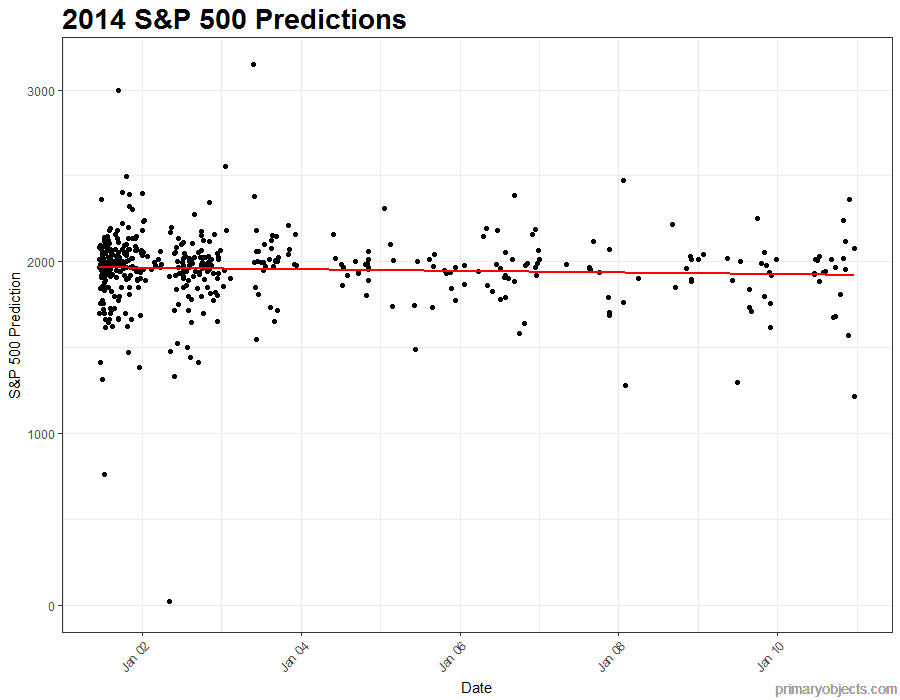 2014 S&P 500 Predictions
3000
2000
1000
0
S&P 500 Prediction
Jan 02
Jan 04
Jan 06
Jan 08
Jan 10
Date
primaryobjects.com